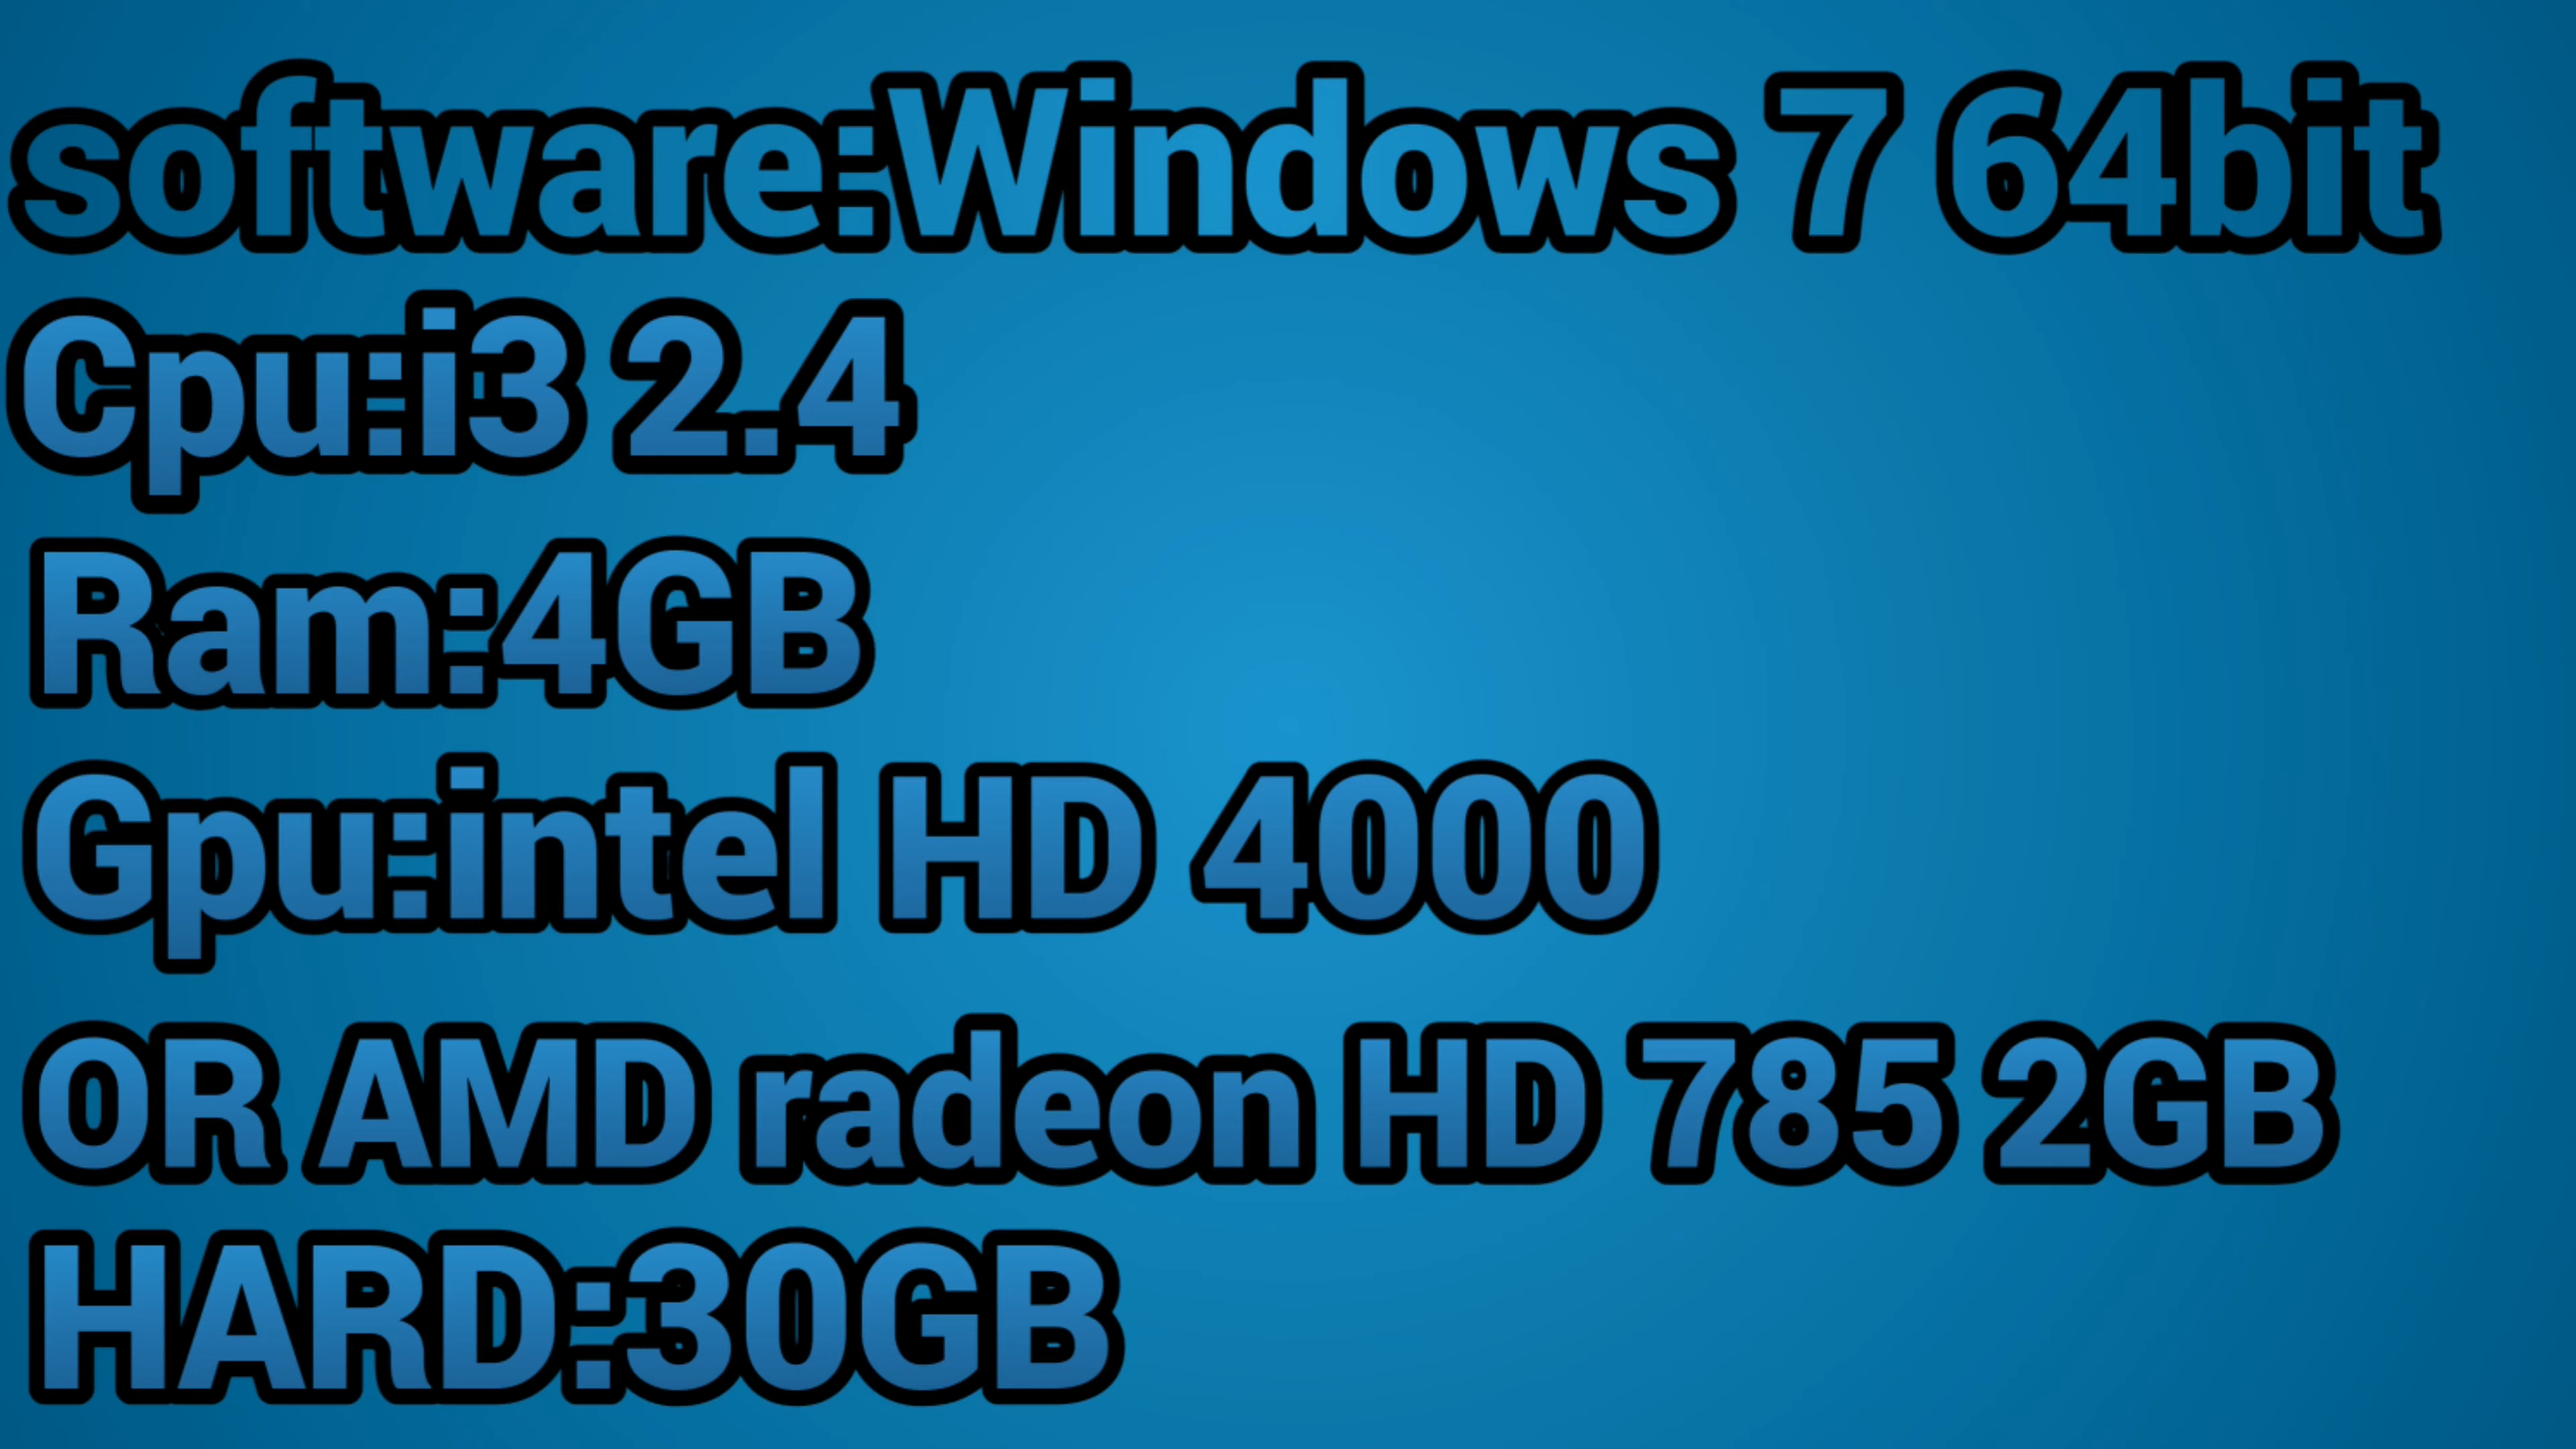 software:Windows 7 64bit
Cpu:i3 2.4
Ram:4GB
Gpu:intel HD 4000
OR AMD radeon HD 785 2GB
HARD:30GB